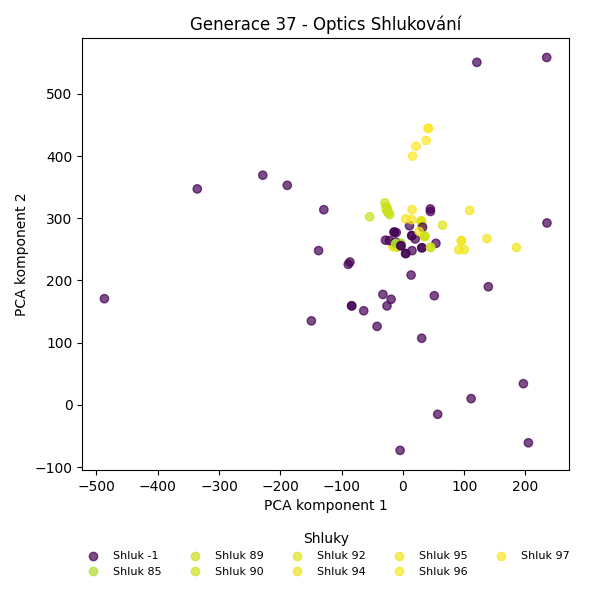 Generace 37 - Optics Shlukování
PCA komponent 2
500
400
300
200
100
0
−100
−500
−400
−300
−200
−100
0
100
200
PCA komponent 1
Shluky
Shluk -1
Shluk 89
Shluk 92
Shluk 95
Shluk 97
Shluk 85
Shluk 90
Shluk 94
Shluk 96